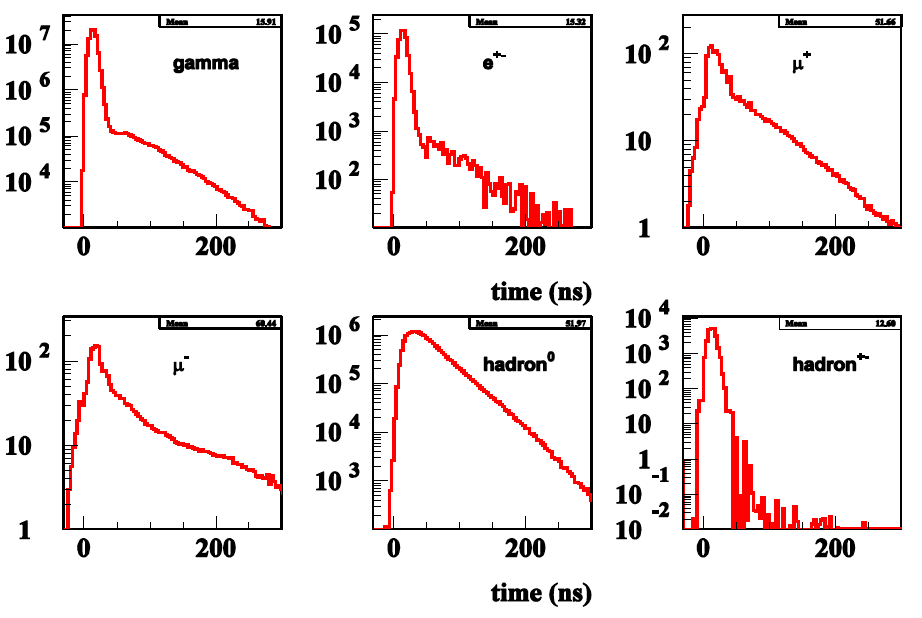 Mean 15.91
gamma
10^7
10^6
10^5
10^4
0 200
Mean 15.32
e^+-
10^5
10^4
10^3
10^2
0 200
time (ns)
Mean 51.66
μ^+
10^2
10
1
0 200
Mean 60.44
μ^-
10^2
10
1
0 200
Mean 51.97
hadron^0
10^6
10^5
10^4
10^3
0 200
time (ns)
Mean 12.60
hadron^+-
10^4
10^3
10^2
10
1
10^-1
10^-2
10
0 200